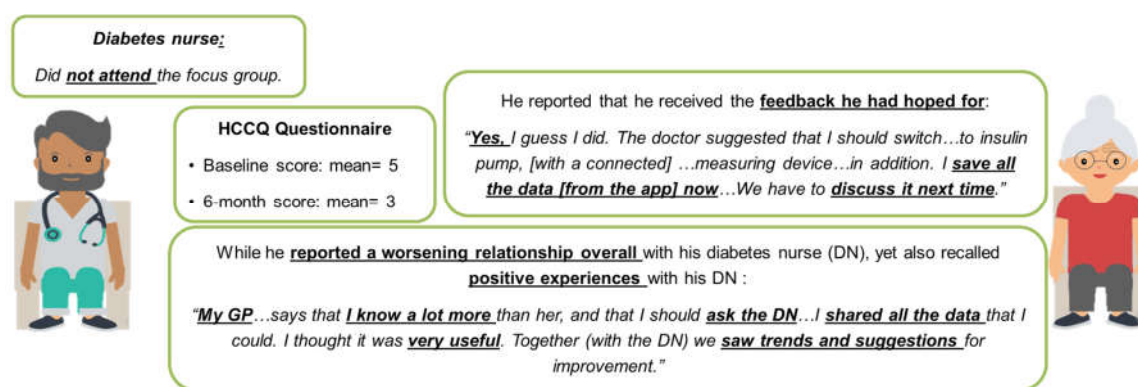 Diabetes nurse:
Did not attend the focus group.
HCCQ Questionnaire
• Baseline score: mean= 5
• 6-month score: mean= 3
He reported that he received the feedback he had hoped for:
“Yes, I guess I did. The doctor suggested that I should switch…to insulin
pump, [with a connected] …measuring device…in addition. I save all
the data [from the app] now…We have to discuss it next time.”
While he reported a worsening relationship overall with his diabetes nurse (DN), yet also recalled
positive experiences with his DN :
“My GP…says that I know a lot more than her, and that I should ask the DN…I shared all the data that I
could. I thought it was very useful. Together (with the DN) we saw trends and suggestions for
improvement.”